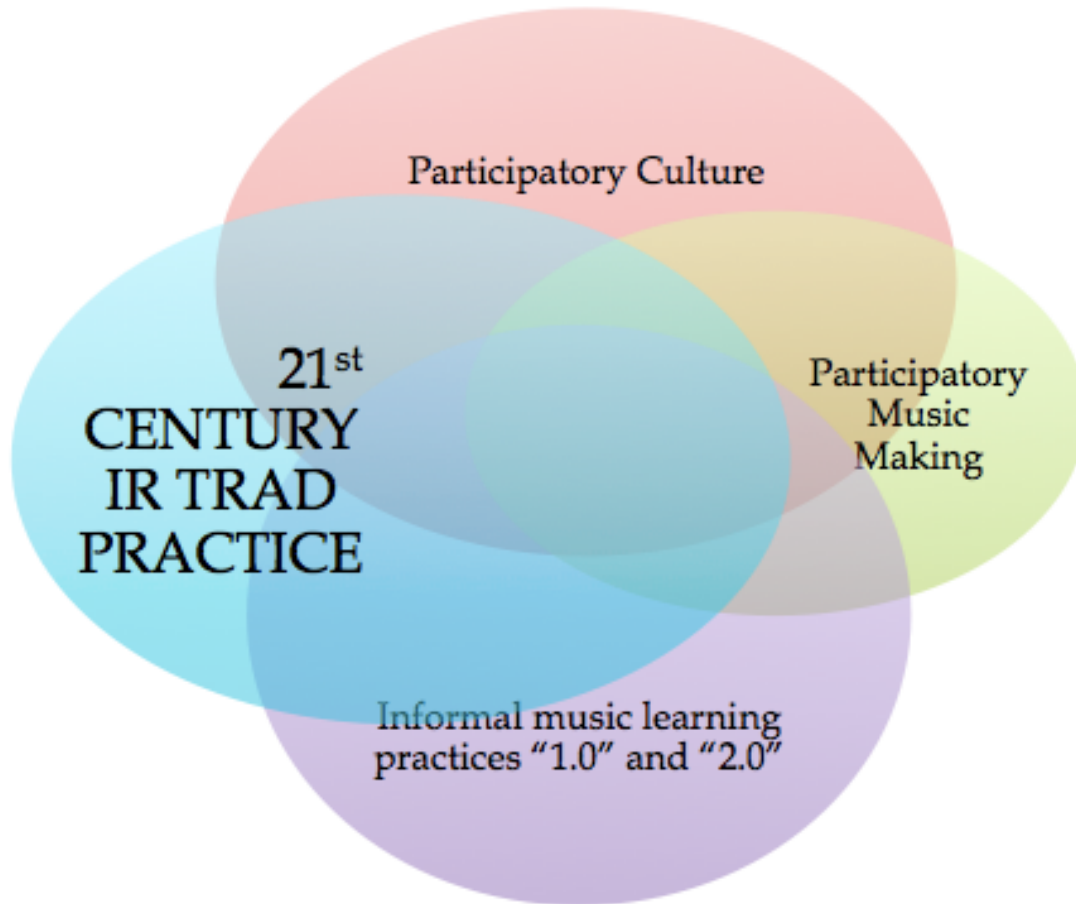 Participatory Culture
21st
CENTURY
IR TRAD
PRACTICE
Participatory
Music
Making
Informal music learning
practices “1.0” and “2.0”